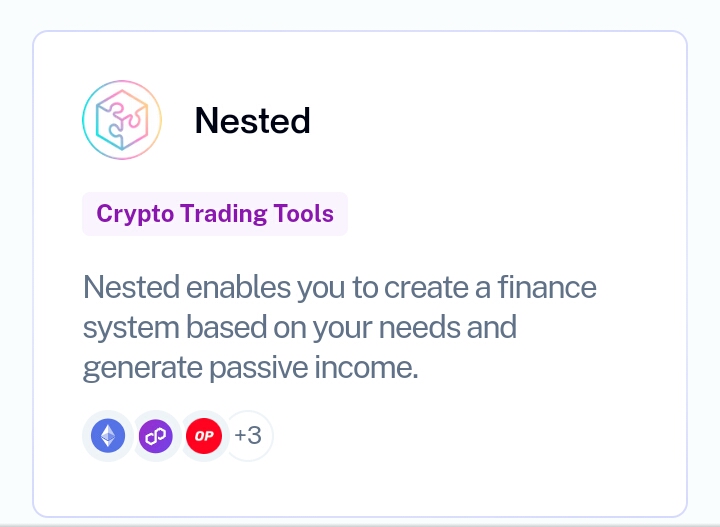 Nested
Crypto Trading Tools
Nested enables you to create a finance
system based on your needs and
generate passive income.
OP +3